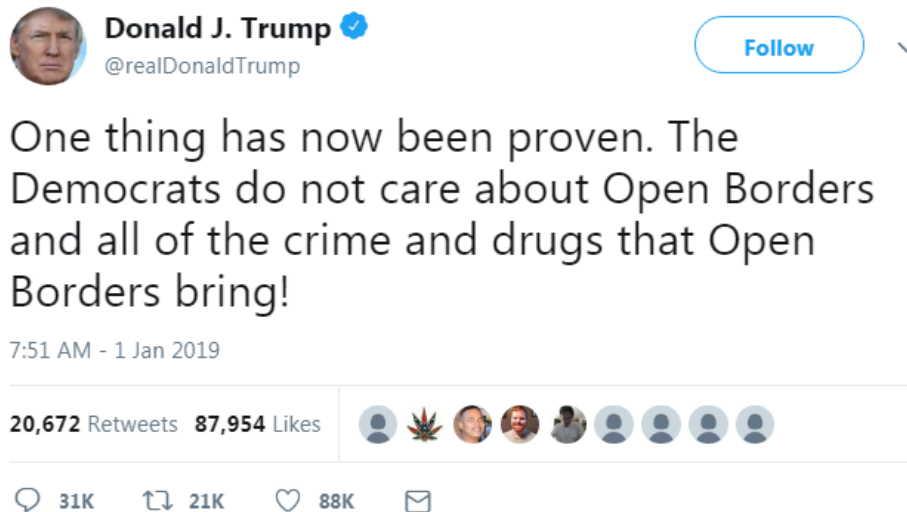 Donald J. Trump
@realDonaldTrump
Follow
One thing has now been proven. The
Democrats do not care about Open Borders
and all of the crime and drugs that Open
Borders bring!
7:51 AM - 1 Jan 2019
20,672 Retweets 87,954 Likes
31K 21K 88K